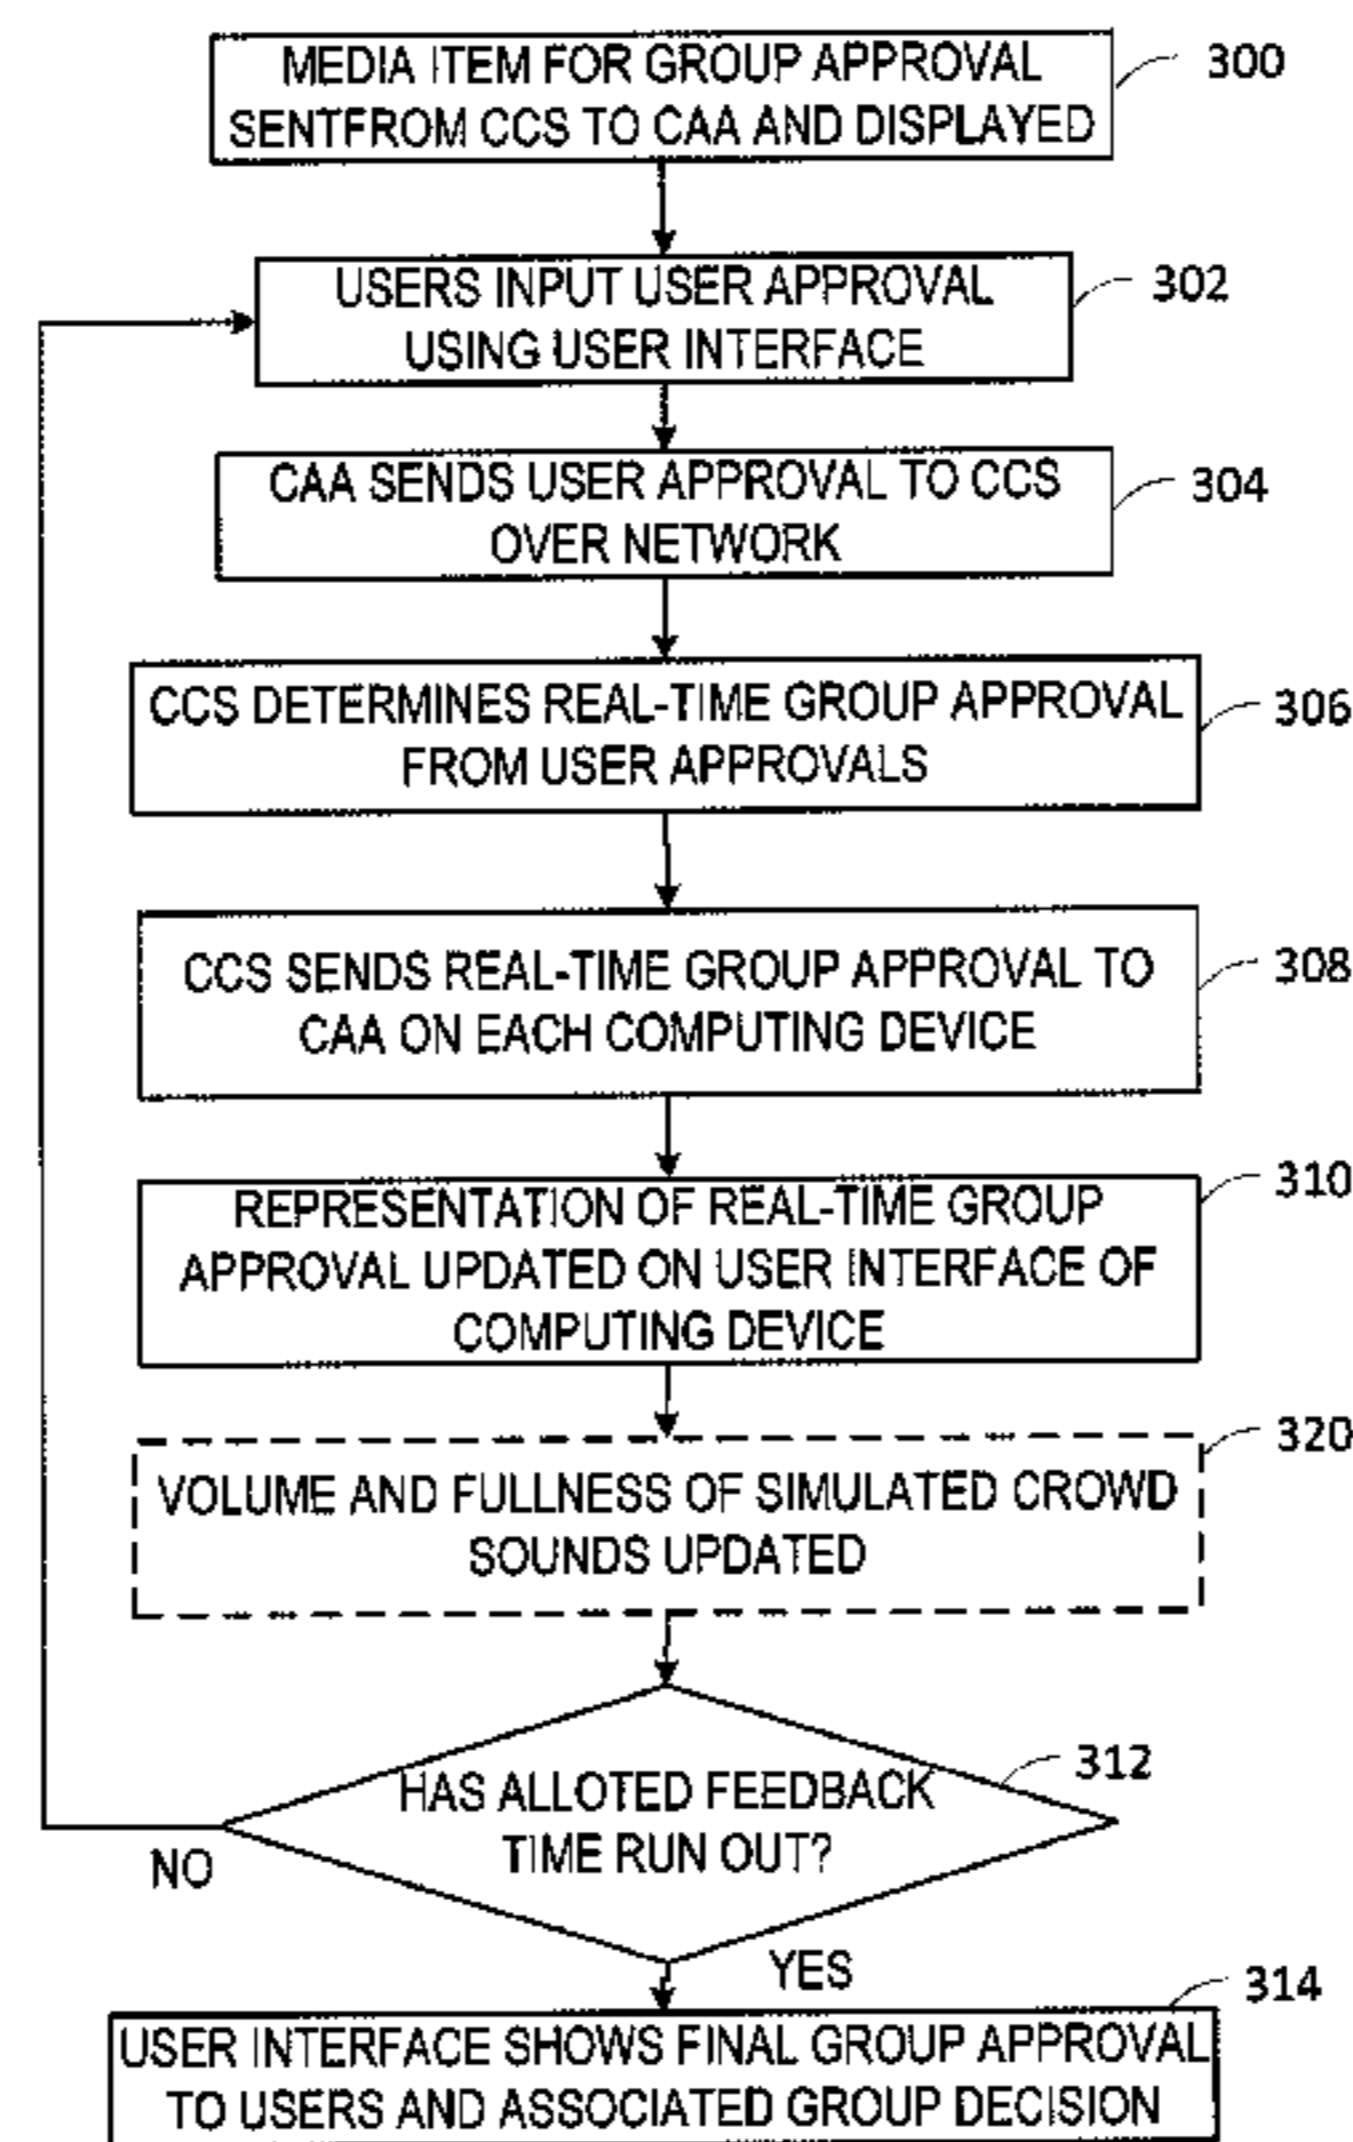 MEDIA ITEM FOR GROUP APPROVAL
SENTFROM CCS TO CAA AND DISPLAYED
300
USERS INPUT USER APPROVAL
USING USER INTERFACE
302
CAA SENDS USER APPROVAL TO CCS
OVER NETWORK
304
CCS DETERMINES REAL-TIME GROUP APPROVAL
FROM USER APPROVALS
306
CCS SENDS REAL-TIME GROUP APPROVAL TO
CAA ON EACH COMPUTING DEVICE
308
REPRESENTATION OF REAL-TIME GROUP
APPROVAL UPDATED ON USER INTERFACE OF
COMPUTING DEVICE
310
VOLUME AND FULLNESS OF SIMULATED CROWD
SOUNDS UPDATED
320
HAS ALLOTED FEEDBACK
TIME RUN OUT?
312
NO
YES
USER INTERFACE SHOWS FINAL GROUP APPROVAL
TO USERS AND ASSOCIATED GROUP DECISION
314